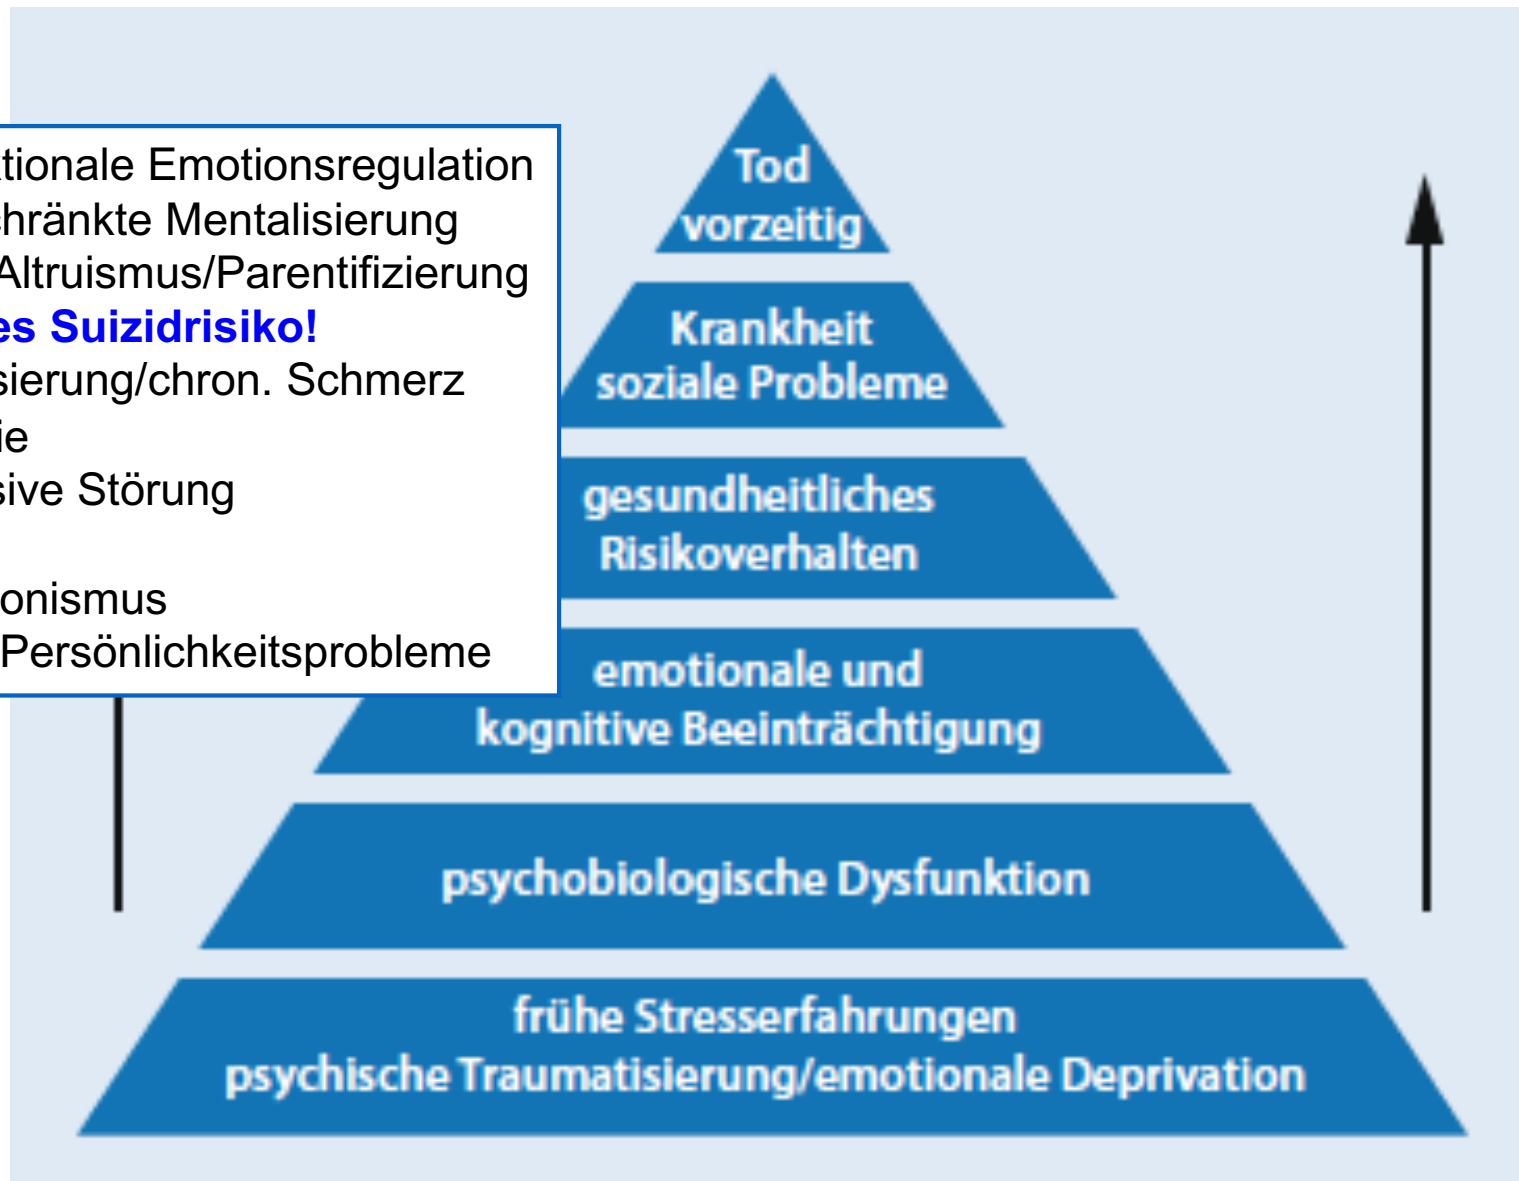 tionale Emotionsregulation
chränkte Mentalisierung
Altruismus/Parentifizierung
es Suizidrisiko!
sierung/chron. Schmerz
ie
sive Störung
onismus
Persönlichkeitsprobleme
Tod
vorzeitig
Krankheit
soziale Probleme
gesundheitliches
Risikoverhalten
emotionale und
kognitive Beeinträchtigung
psychobiologische Dysfunktion
frühe Stresserfahrungen
psychische Traumatisierung/emotionale Deprivation